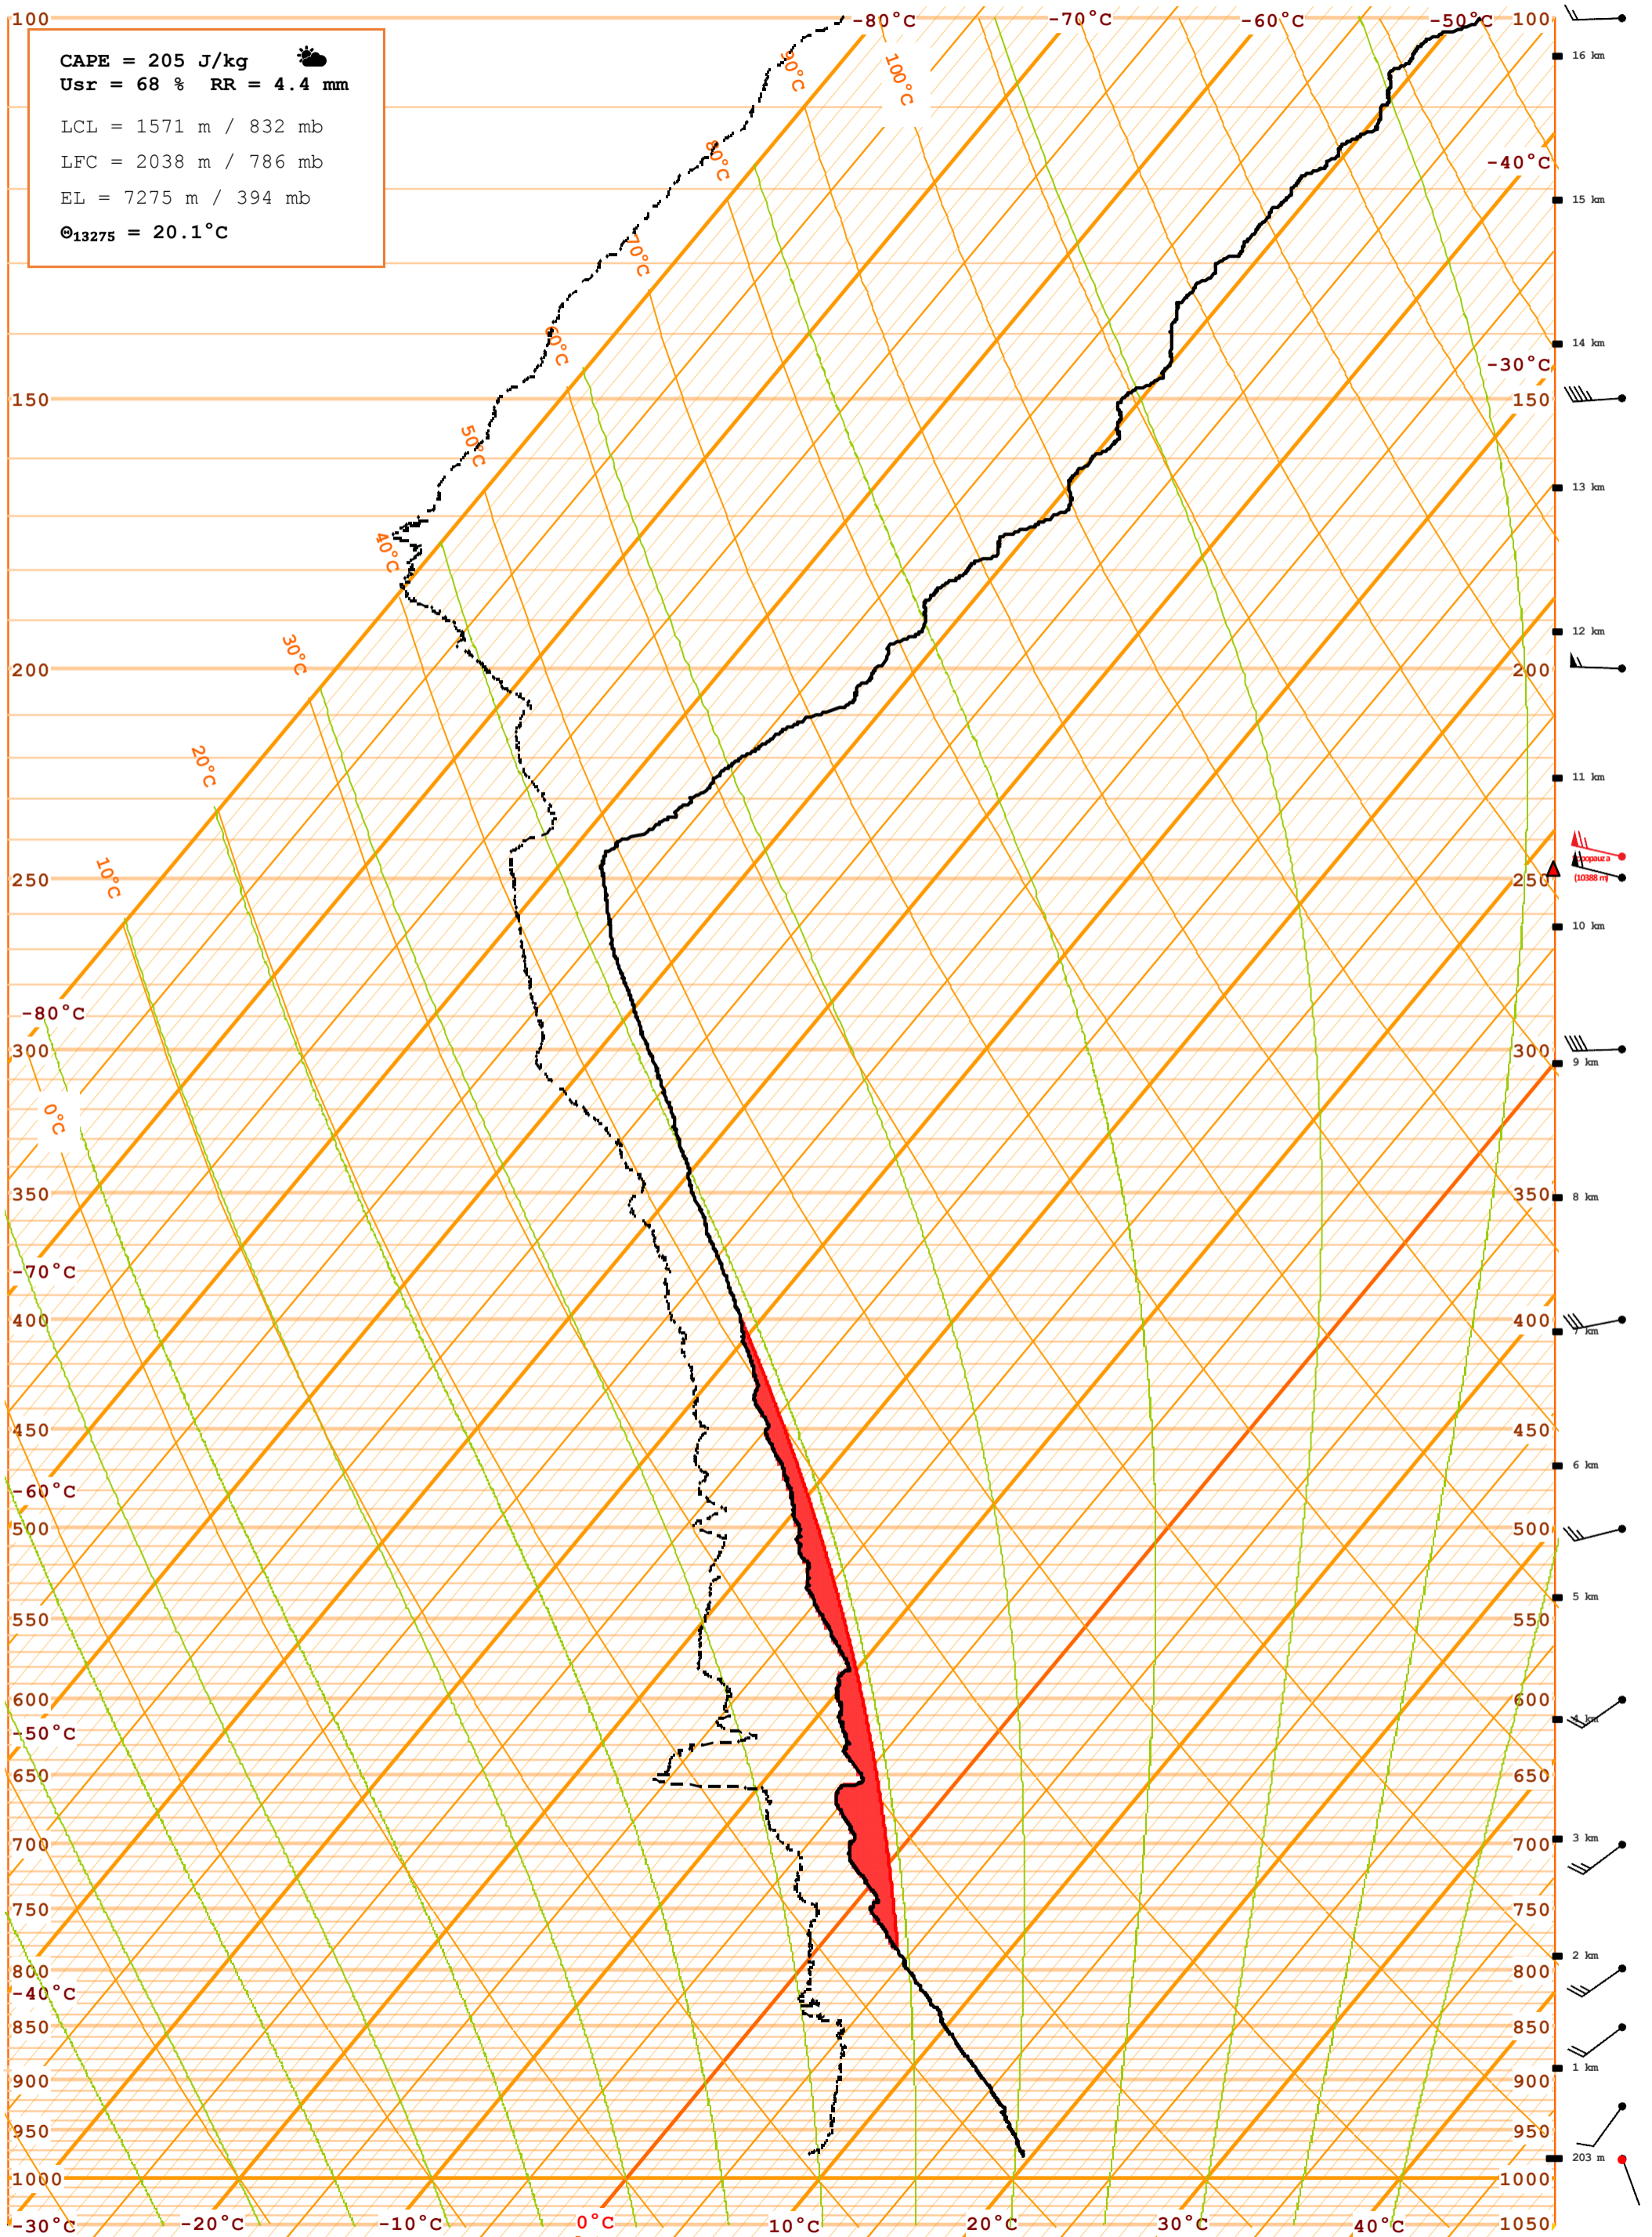 100 -80°C -70°C -60°C -50°C 100
16 km
CAPE = 205 J/kg
Usr = 68 % RR = 4.4 mm
LCL = 1571 m / 832 mb
LFC = 2038 m / 786 mb
EL = 7275 m / 394 mb
Θ13275 = 20.1°C
90°C 100°C
80°C -40°C
15 km
70°C
60°C 14 km
-30°C
150 150
50°C
13 km
40°C
30°C 12 km
200 200
20°C 11 km
10°C
250 250 (10388 m)
10 km
-80°C
300 300
9 km
0°C
350 350
8 km
-70°C
400 400
7 km
450 450
6 km
-60°C
500 500
5 km
550 550
600 600
4 km
-50°C
650 650
700 700
3 km
750 750
2 km
800 800
-40°C
850 850
1 km
900 900
950 950
203 m
1000 1000
-30°C -20°C -10°C 0°C 10°C 20°C 30°C 40°C 1050